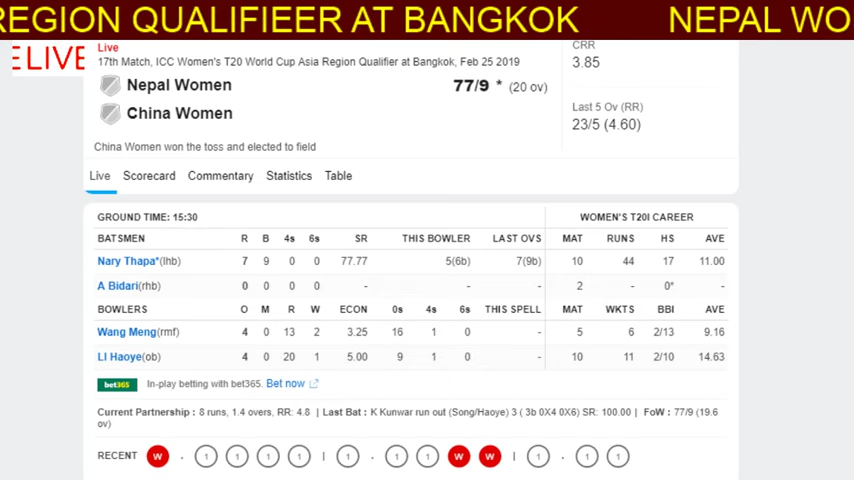 REGION QUALIFIEER AT BANGKOK NEPAL WO
ELIVE
Live
17th Match, ICC Women's T20 World Cup Asia Region Qualifier at Bangkok, Feb 25 2019
Nepal Women 77/9 * (20 ov)
China Women
China Women won the toss and elected to field
CRR
3.85
Last 5 Ov (RR)
23/5 (4.60)
Live Scorecard Commentary Statistics Table
GROUND TIME: 15:30 WOMEN'S T20I CAREER
BATSMEN R B 4s 6s SR THIS BOWLER LAST OVS MAT RUNS HS AVE
Nary Thapa*(lhb) 7 9 0 0 77.77 5(6b) 7(9b) 10 44 17 11.00
A Bidari(rhb) 0 0 0 0 - - - 2 - 0* -
BOWLERS O M R W ECON 0s 4s 6s THIS SPELL MAT WKTS BBI AVE
Wang Meng(rmf) 4 0 13 2 3.25 16 1 0 - 5 6 2/13 9.16
LI Haoye(ob) 4 0 20 1 5.00 9 1 0 - 10 11 2/10 14.63
bet365 In-play betting with bet365. Bet now
Current Partnership : 8 runs, 1.4 overs, RR: 4.8 | Last Bat : K Kunwar run out (Song/Haoye) 3 ( 3b 0X4 0X6) SR: 100.00 | FoW : 77/9 (19.6
ov)
RECENT W . 1 1 1 1 | 1 . 1 1 W W | 1 . 1 1